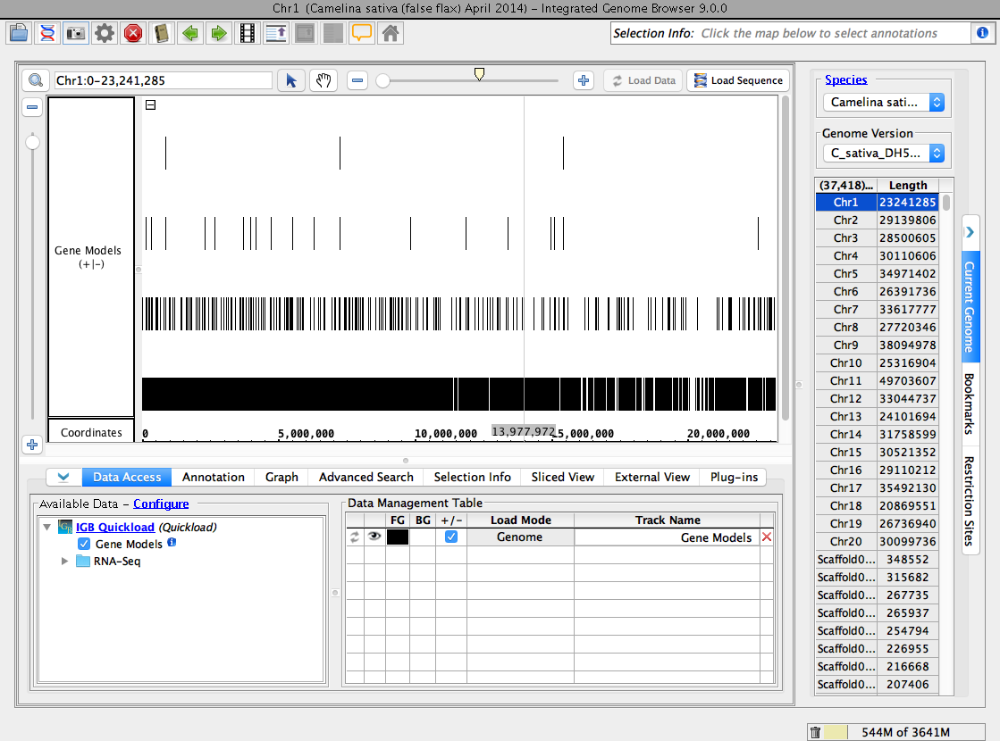 Chr1 (Camelina sativa (false flax) April 2014) – Integrated Genome Browser 9.0.0
Selection Info: Click the map below to select annotations
Chr1:0-23,241,285
Load Data
Load Sequence
Gene Models
(+|-)
Coordinates
0
5,000,000
10,000,000
13,977,972
15,000,000
20,000,000
Species
Camelina sati...
Genome Version
C_sativa_DH5...
(37,418)... Length
Chr1 23241285
Chr2 29139806
Chr3 28500605
Chr4 30110606
Chr5 34971402
Chr6 26391736
Chr7 33617777
Chr8 27720346
Chr9 38094978
Chr10 25316904
Chr11 49703607
Chr12 33044737
Chr13 24101694
Chr14 31758599
Chr15 30521352
Chr16 29110212
Chr17 35492130
Chr18 20869551
Chr19 26736940
Chr20 30099736
Scaffold0... 348552
Scaffold0... 315682
Scaffold0... 267735
Scaffold0... 265937
Scaffold0... 254794
Scaffold0... 226955
Scaffold0... 216668
Scaffold0... 207406
Current Genome
Bookmarks
Restriction Sites
Data Access
Annotation
Graph
Advanced Search
Selection Info
Sliced View
External View
Plug-ins
Available Data – Configure
IGB Quickload (Quickload)
Gene Models
RNA-Seq
Data Management Table
FG BG +/- Load Mode Track Name
Genome Gene Models
544M of 3641M